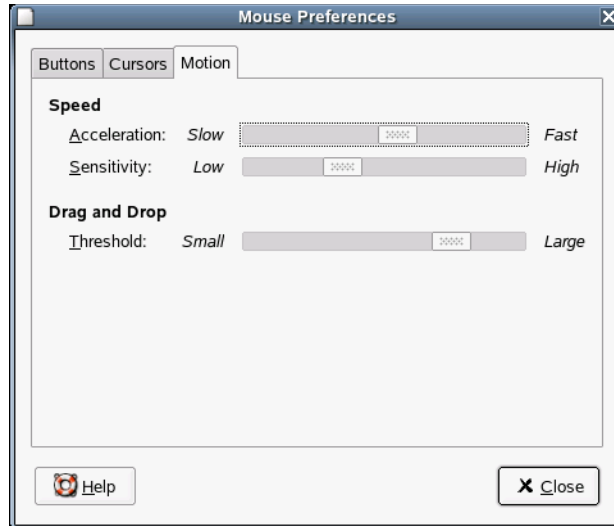 Mouse Preferences
Buttons Cursors Motion
Speed
Acceleration: Slow Fast
Sensitivity: Low High
Drag and Drop
Threshold: Small Large
Help Close